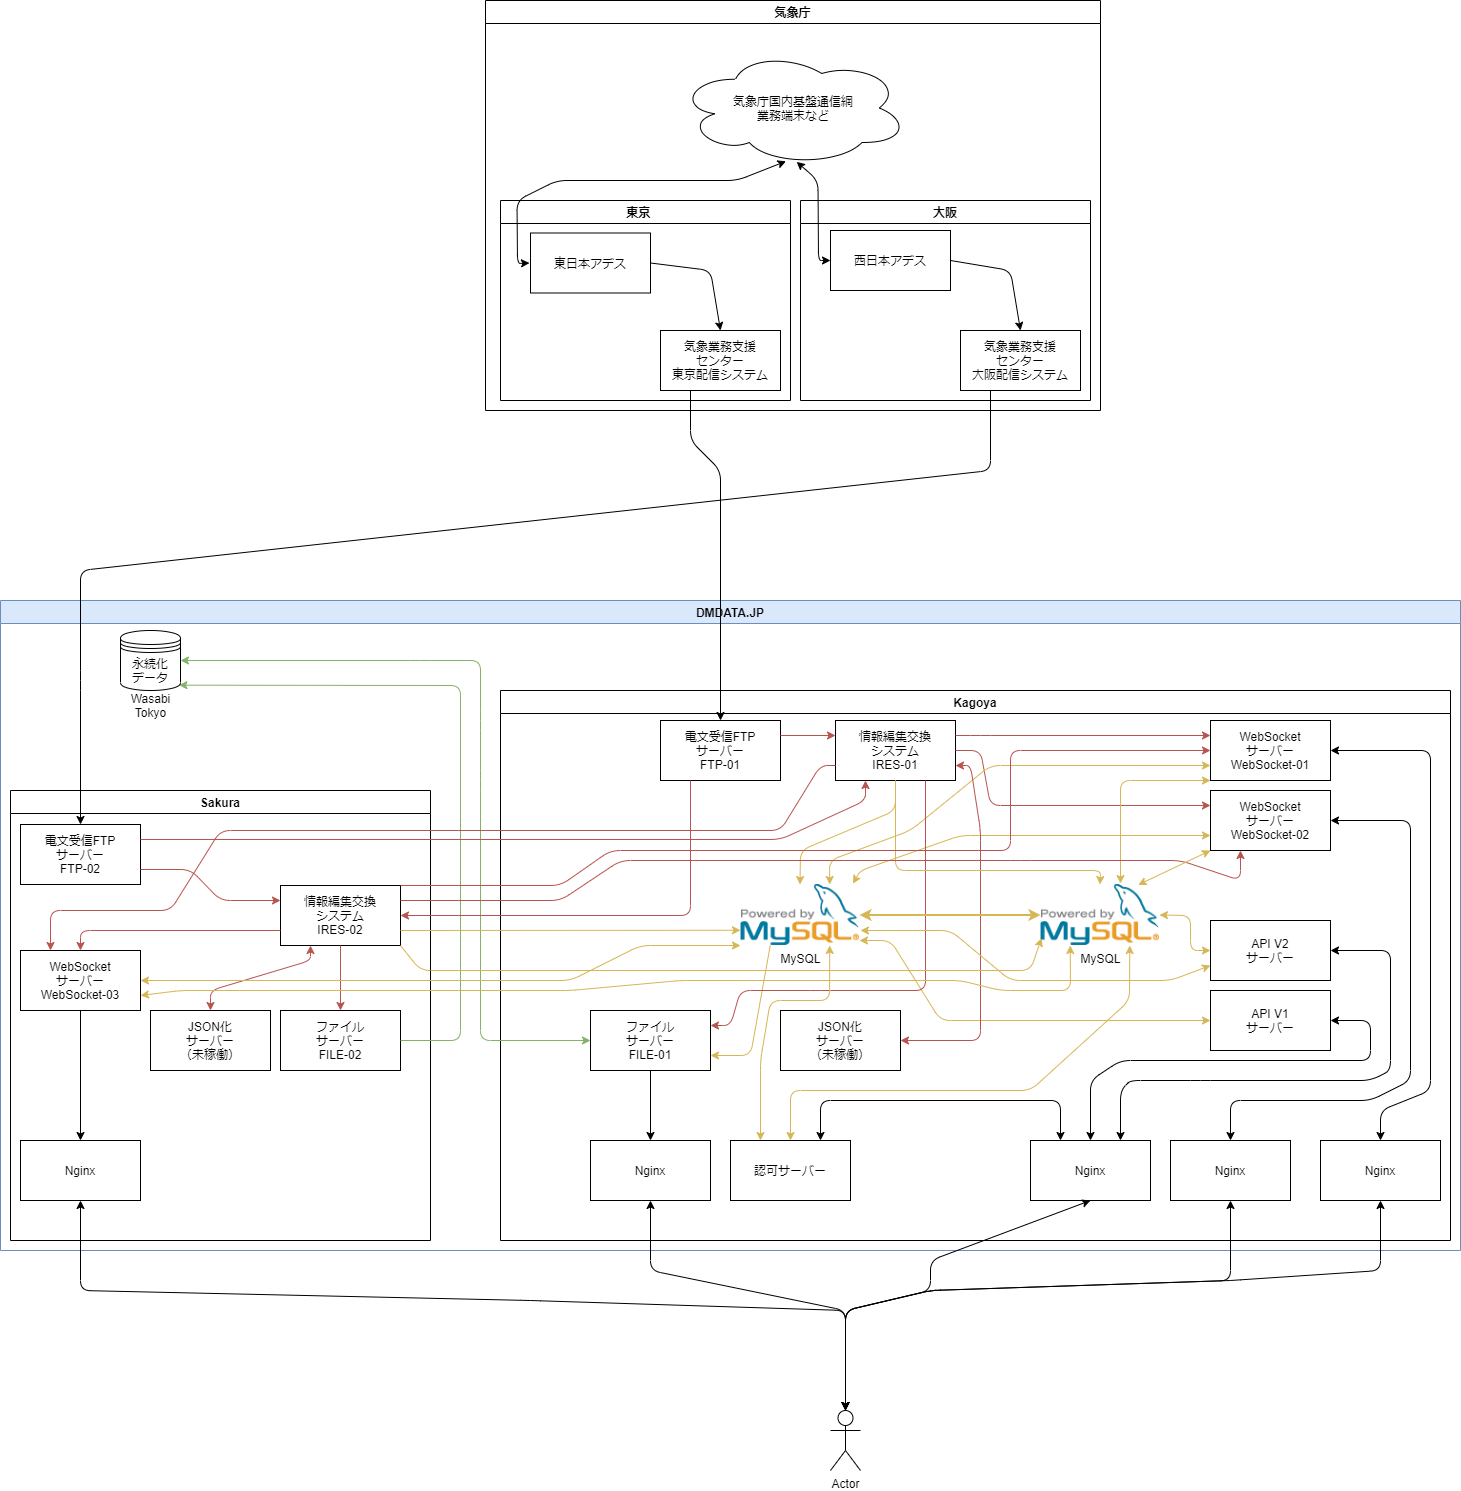 気象庁
気象庁国内基盤通信網
業務端末など
東京
大阪
東日本アデス
西日本アデス
気象業務支援
センター
東京配信システム
気象業務支援
センター
大阪配信システム
DMDATA.JP
永続化
データ
Wasabi
Tokyo
Kagoya
電文受信FTP
サーバー
FTP-01
情報編集交換
システム
IRES-01
WebSocket
サーバー
WebSocket-01
Sakura
WebSocket
サーバー
WebSocket-02
電文受信FTP
サーバー
FTP-02
情報編集交換
システム
IRES-02
Powered by
MySQL®
MySQL
Powered by
MySQL®
MySQL
API V2
サーバー
WebSocket
サーバー
WebSocket-03
JSON化
サーバー
（未稼働）
ファイル
サーバー
FILE-02
ファイル
サーバー
FILE-01
JSON化
サーバー
（未稼働）
API V1
サーバー
Nginx
Nginx
認可サーバー
Nginx
Nginx
Nginx
Actor